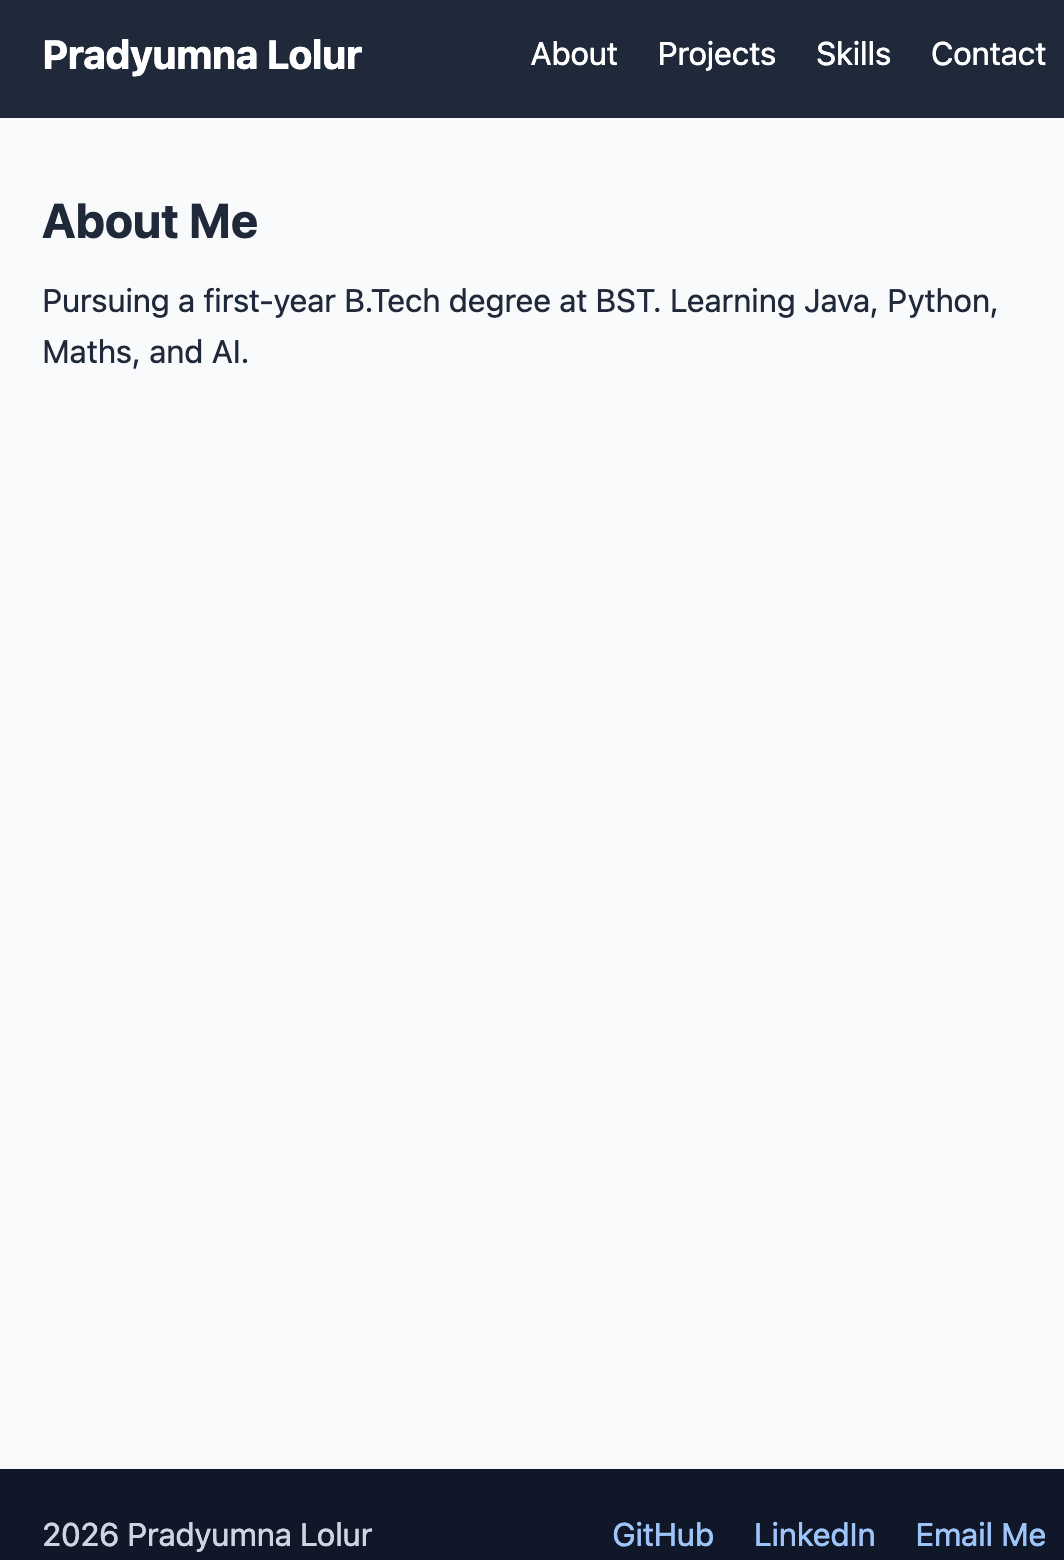 Pradyumna Lolur
About Projects Skills Contact
About Me
Pursuing a first-year B.Tech degree at BST. Learning Java, Python,
Maths, and AI.
2026 Pradyumna Lolur
GitHub LinkedIn Email Me